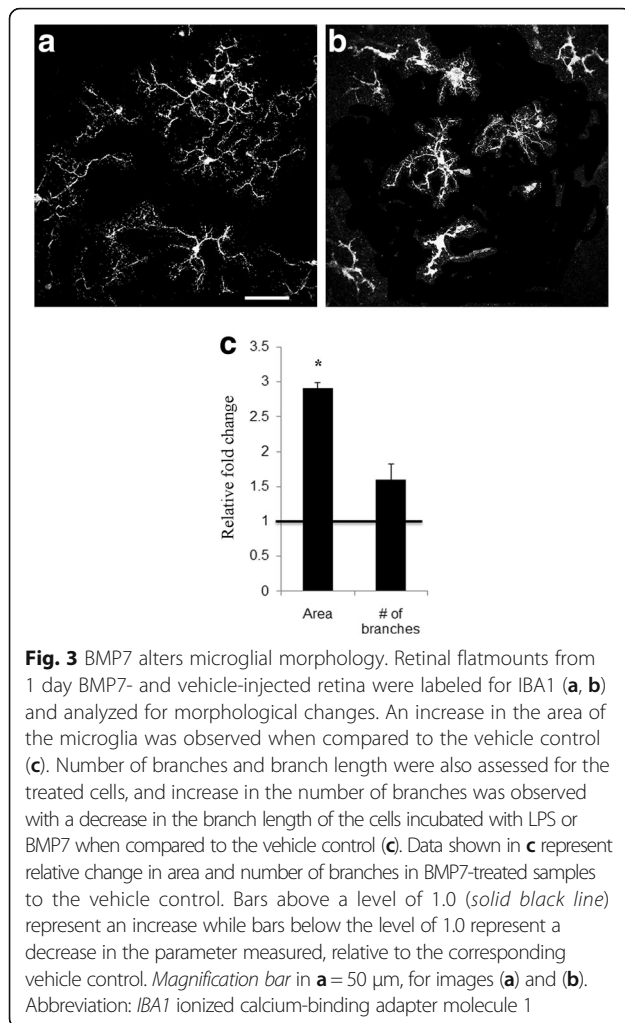 a
b
c
3.5
3
2.5
2
1.5
1
0.5
0
Relative fold change
*
Area
# of
branches
Fig. 3 BMP7 alters microglial morphology. Retinal flatmounts from
1 day BMP7- and vehicle-injected retina were labeled for IBA1 (a, b)
and analyzed for morphological changes. An increase in the area of
the microglia was observed when compared to the vehicle control
(c). Number of branches and branch length were also assessed for the
treated cells, and increase in the number of branches was observed
with a decrease in the branch length of the cells incubated with LPS or
BMP7 when compared to the vehicle control (c). Data shown in c represent
relative change in area and number of branches in BMP7-treated samples
to the vehicle control. Bars above a level of 1.0 (solid black line)
represent an increase while bars below the level of 1.0 represent a
decrease in the parameter measured, relative to the corresponding
vehicle control. Magnification bar in a = 50 μm, for images (a) and (b).
Abbreviation: IBA1 ionized calcium-binding adapter molecule 1